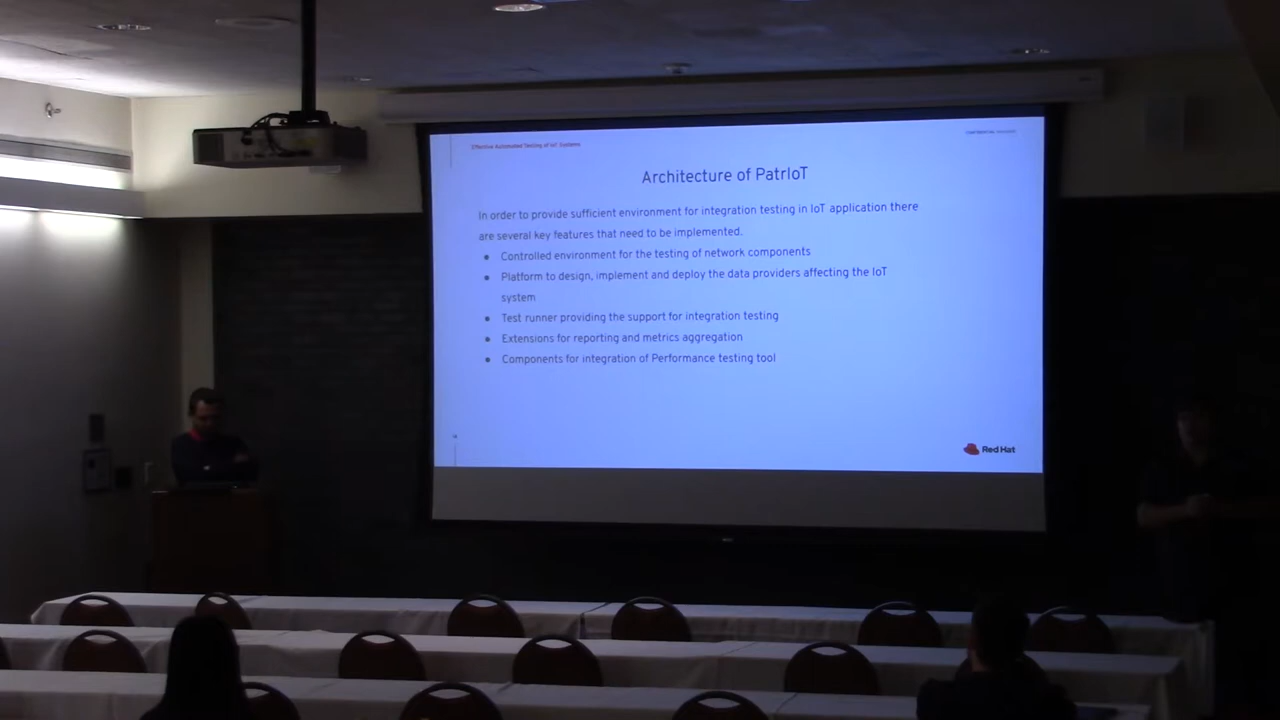 Effective Automated Testing of IoT Systems
Architecture of PatrIoT
In order to provide sufficient environment for integration testing in IoT application there
are several key features that need to be implemented.
● Controlled environment for the testing of network components
● Platform to design, implement and deploy the data providers affecting the IoT
system
● Test runner providing the support for integration testing
● Extensions for reporting and metrics aggregation
● Components for integration of Performance testing tool
Red Hat